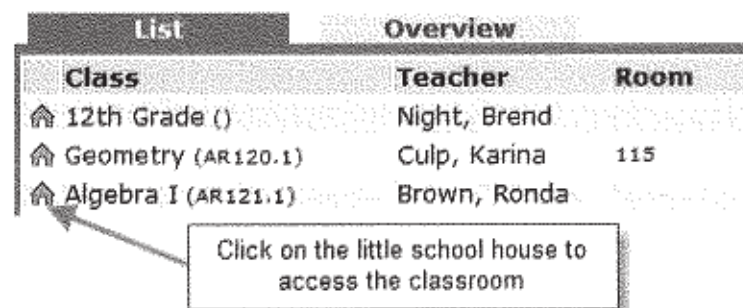 List Overview
Class Teacher Room
12th Grade () Night, Brend
Geometry (AR120.1) Culp, Karina 115
Algebra I (AR121.1) Brown, Ronda
Click on the little school house to
access the classroom